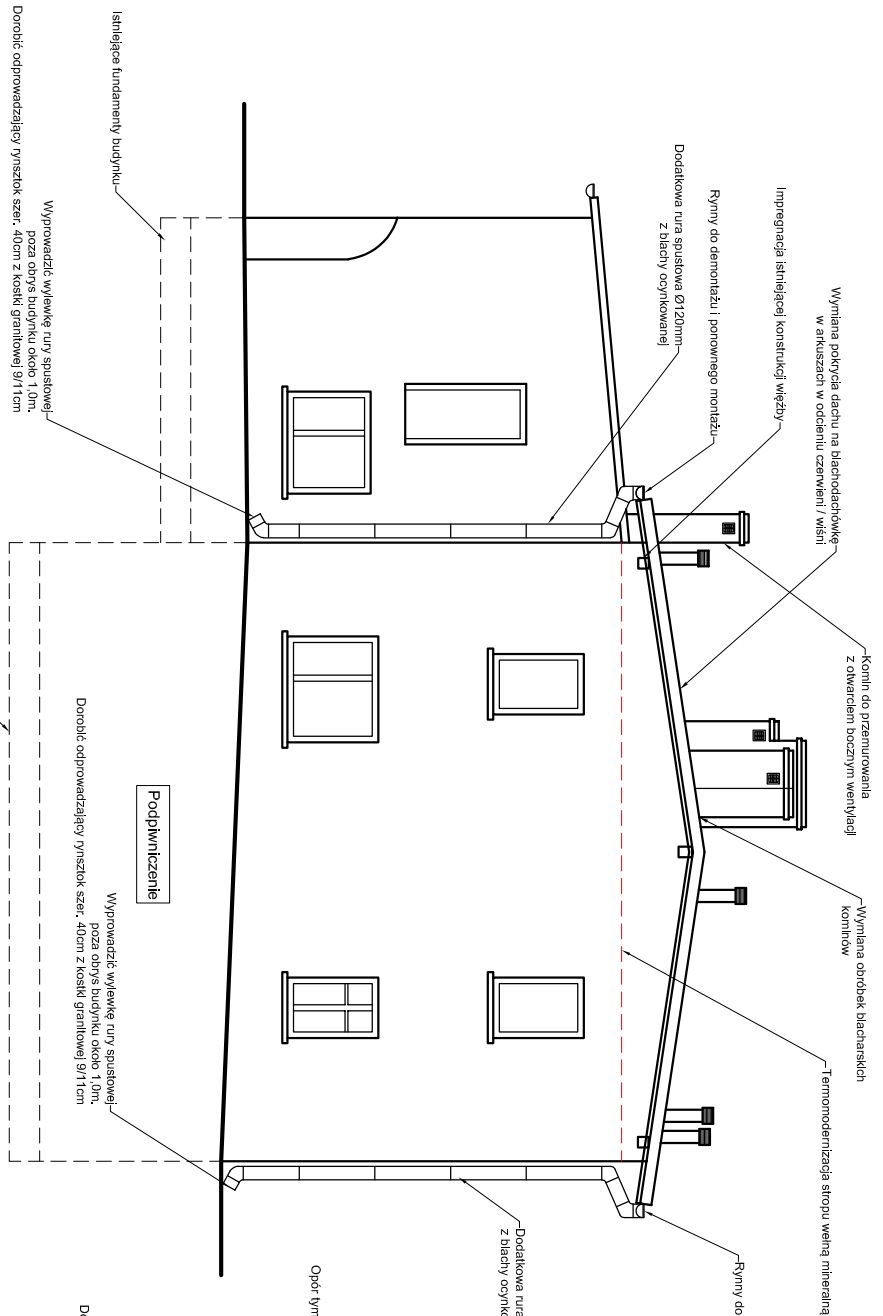 Wymiana pokrycia dachu na blachodachówkę
w arkuszach w odcieniu czerwieni / wiśni
Komin do przemurowania
z otwarciem bocznym wentylacji
Wymiana obróbek blacharskich
kominów
Termomodernizacja stropu wełną mineralną
Impregnacja istniejącej konstrukcji więźby
Rynny do demontażu i ponownego montażu
Rynny do
Dodatkowa rura spustowa Ø120mm
z blachy ocynkowanej
Dodatkowa rura
z blachy ocynko
Opór tym
Istniejące fundamenty budynku
Wyprowadzić wylewkę rury spustowej
poza obrys budynku około 1,0m.
Dorobić odprowadzający rynsztok szer. 40cm z kostki granitowej 9/11cm
Podpiwniczenie
Wyprowadzić wylewkę rury spustowej
poza obrys budynku około 1,0m.
Dorobić odprowadzający rynsztok szer. 40cm z kostki granitowej 9/11cm